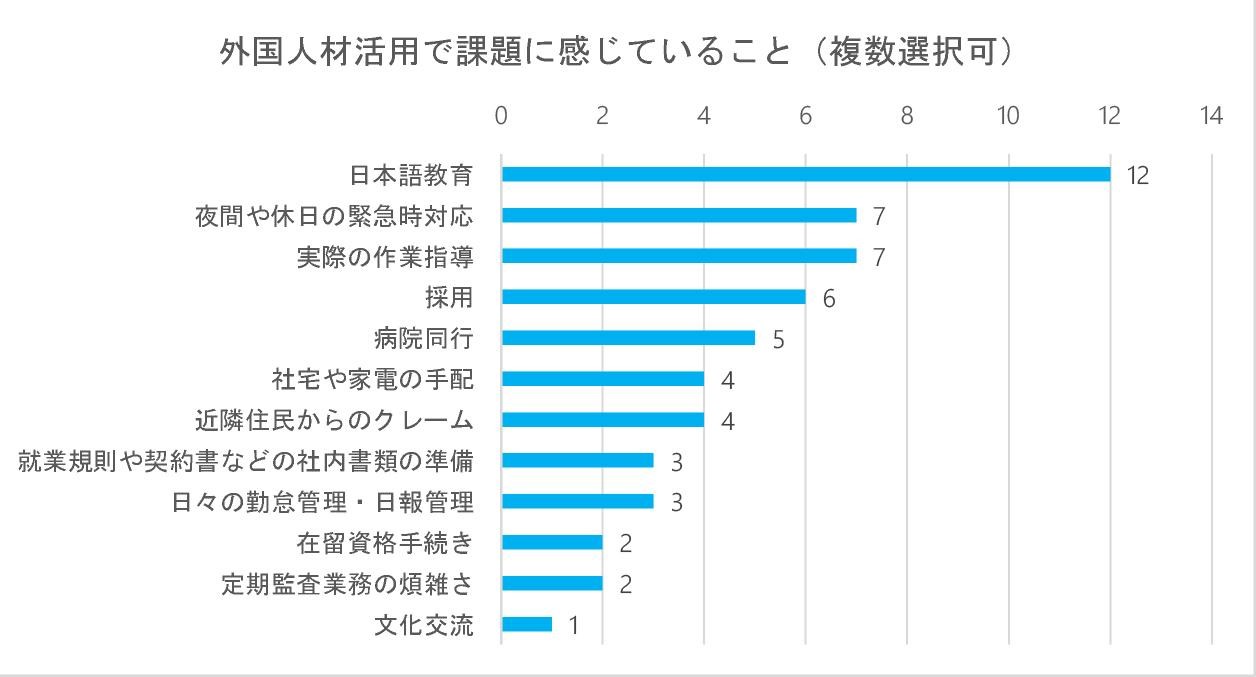 外国人材活用で課題に感じていること（複数選択可）
0 2 4 6 8 10 12 14
日本語教育 12
夜間や休日の緊急時対応 7
実際の作業指導 7
採用 6
病院同行 5
社宅や家電の手配 4
近隣住民からのクレーム 4
就業規則や契約書などの社内書類の準備 3
日々の勤怠管理・日報管理 3
在留資格手続き 2
定期監査業務の煩雑さ 2
文化交流 1